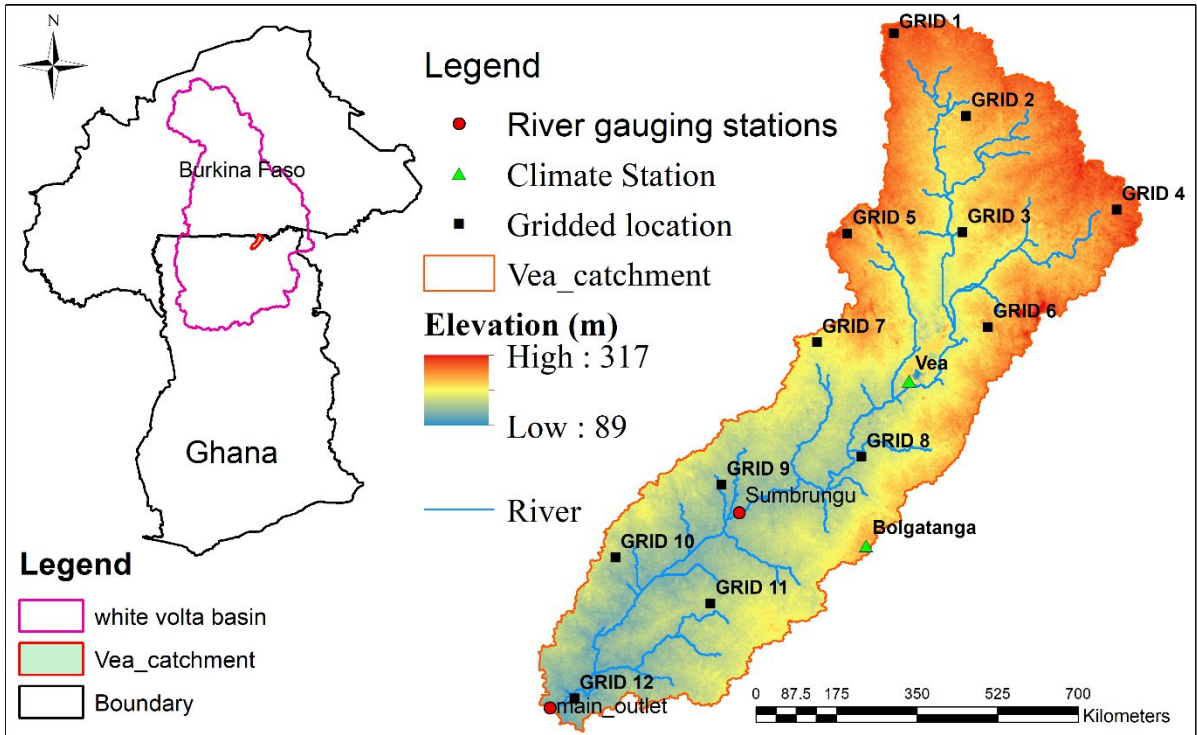 N
Burkina Faso
Ghana
Legend
white volta basin
Vea_catchment
Boundary
Legend
River gauging stations
Climate Station
Gridded location
Vea_catchment
Elevation (m)
High : 317
Low : 89
River
GRID 1
GRID 2
GRID 4
GRID 5
GRID 3
GRID 6
GRID 7
Vea
GRID 8
GRID 9
Sumbrungu
Bolgatanga
GRID 10
GRID 11
GRID 12
main_outlet
0 87.5 175 350 525 700
Kilometers